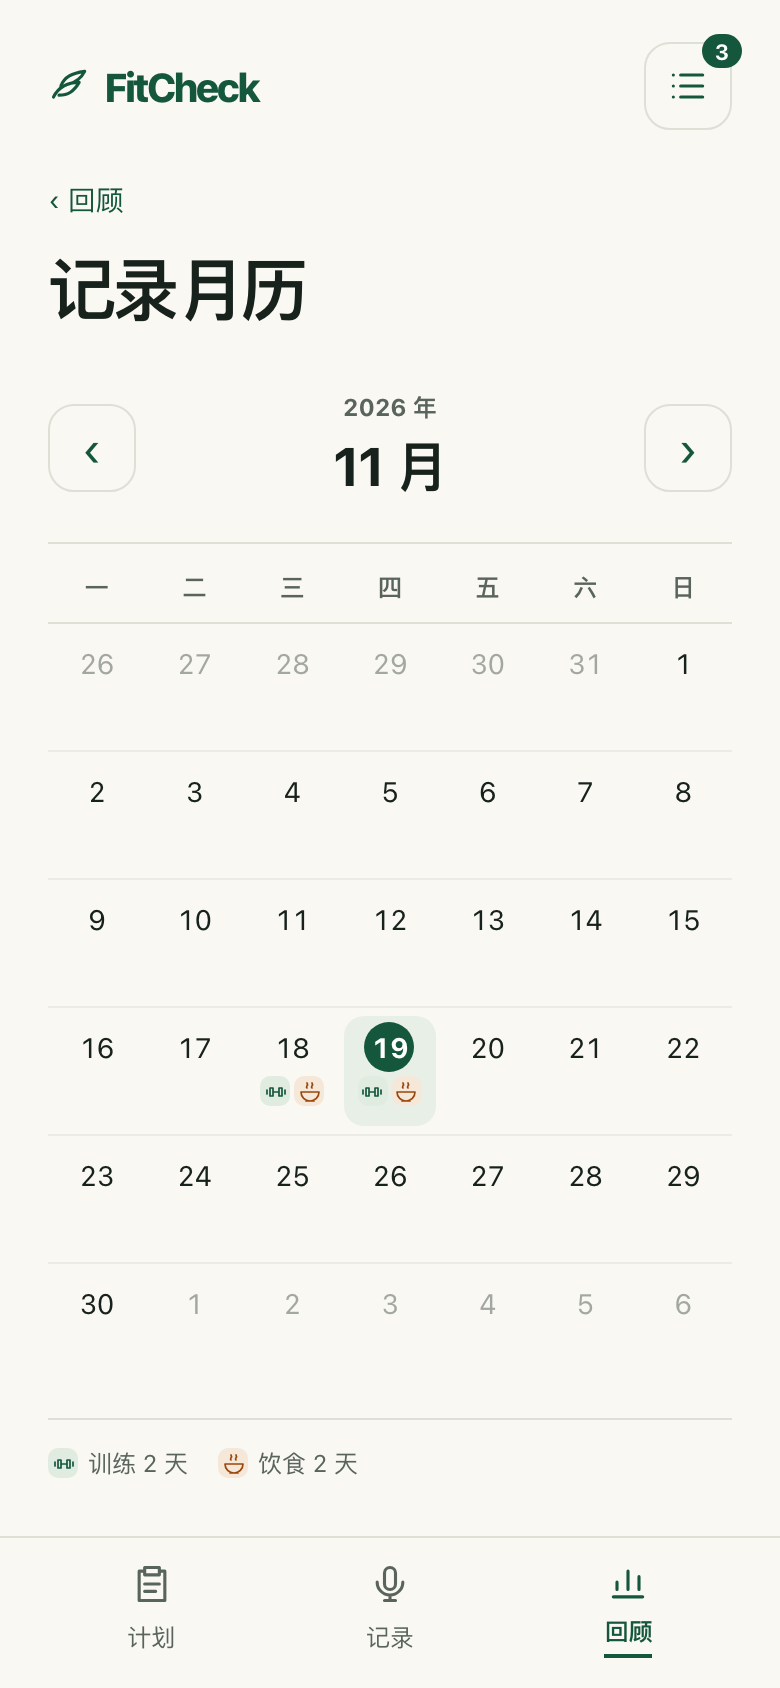 FitCheck
3
‹ 回顾
记录月历
2026 年
‹ 11 月 ›
一 二 三 四 五 六 日
26 27 28 29 30 31 1
2 3 4 5 6 7 8
9 10 11 12 13 14 15
16 17 18 19 20 21 22
23 24 25 26 27 28 29
30 1 2 3 4 5 6
训练 2 天 饮食 2 天
计划 记录 回顾